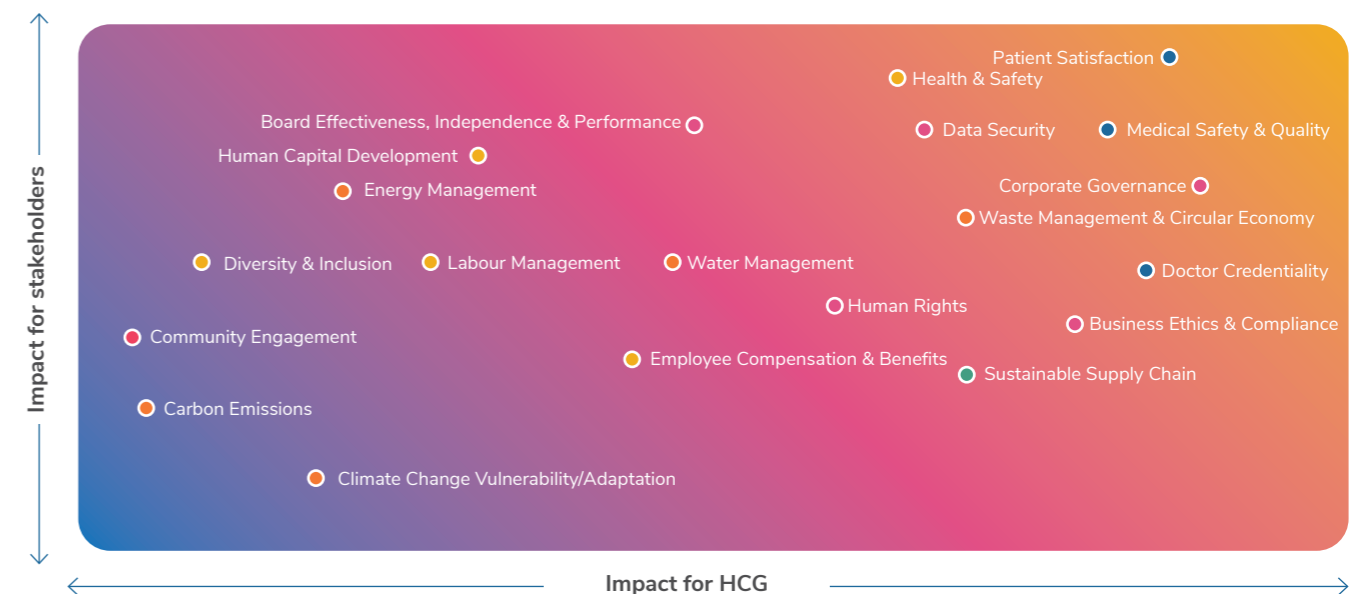 Impact for stakeholders
Patient Satisfaction
Health & Safety
Board Effectiveness, Independence & Performance
Data Security
Medical Safety & Quality
Human Capital Development
Energy Management
Corporate Governance
Waste Management & Circular Economy
Diversity & Inclusion
Labour Management
Water Management
Doctor Credentiality
Human Rights
Business Ethics & Compliance
Community Engagement
Employee Compensation & Benefits
Sustainable Supply Chain
Carbon Emissions
Climate Change Vulnerability/Adaptation
Impact for HCG